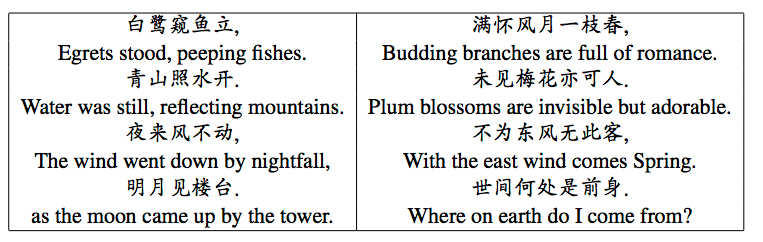 白鹭窥鱼立,
Egrets stood, peeping fishes.
青山照水开.
Water was still, reflecting mountains.
夜来风不动,
The wind went down by nightfall,
明月见楼台.
as the moon came up by the tower.
满怀风月一枝春,
Budding branches are full of romance.
未见梅花亦可人.
Plum blossoms are invisible but adorable.
不为东风无此客,
With the east wind comes Spring.
世间何处是前身.
Where on earth do I come from?